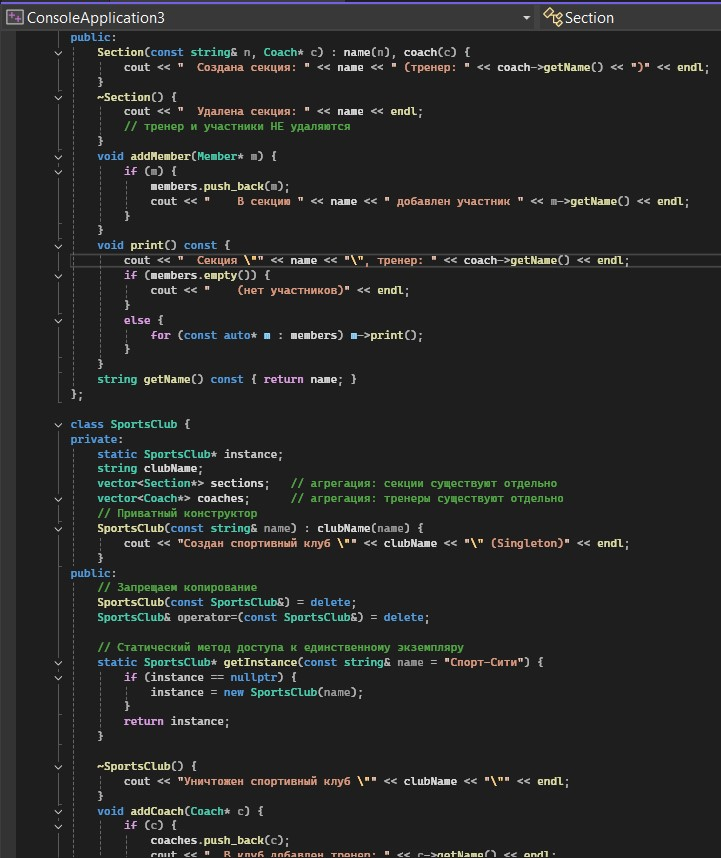 ConsoleApplication3 Section
public:
Section(const string& n, Coach* c) : name(n), coach(c) {
cout << "  Создана секция: " << name << " (тренер: " << coach->getName() << ")" << endl;
}
~Section() {
cout << "  Удалена секция: " << name << endl;
// тренер и участники НЕ удаляются
}
void addMember(Member* m) {
if (m) {
members.push_back(m);
cout << "    В секцию " << name << " добавлен участник " << m->getName() << endl;
}
}
void print() const {
cout << "  Секция \"" << name << "\", тренер: " << coach->getName() << endl;
if (members.empty()) {
cout << "    (нет участников)" << endl;
}
else {
for (const auto* m : members) m->print();
}
}
string getName() const { return name; }
};
class SportsClub {
private:
static SportsClub* instance;
string clubName;
vector<Section*> sections;   // агрегация: секции существуют отдельно
vector<Coach*> coaches;      // агрегация: тренеры существуют отдельно
// Приватный конструктор
SportsClub(const string& name) : clubName(name) {
cout << "Создан спортивный клуб \"" << clubName << "\" (Singleton)" << endl;
}
public:
// Запрещаем копирование
SportsClub(const SportsClub&) = delete;
SportsClub& operator=(const SportsClub&) = delete;
// Статический метод доступа к единственному экземпляру
static SportsClub* getInstance(const string& name = "Спорт-Сити") {
if (instance == nullptr) {
instance = new SportsClub(name);
}
return instance;
}
~SportsClub() {
cout << "Уничтожен спортивный клуб \"" << clubName << "\"" << endl;
}
void addCoach(Coach* c) {
if (c) {
coaches.push_back(c);
cout << "  В клуб добавлен тренер: " << c->getName() << endl;